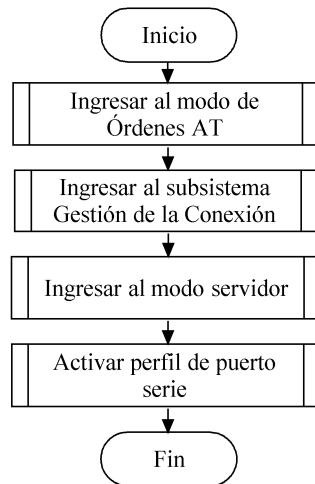 Inicio
Ingresar al modo de
Órdenes AT
Ingresar al subsistema
Gestión de la Conexión
Ingresar al modo servidor
Activar perfil de puerto
serie
Fin